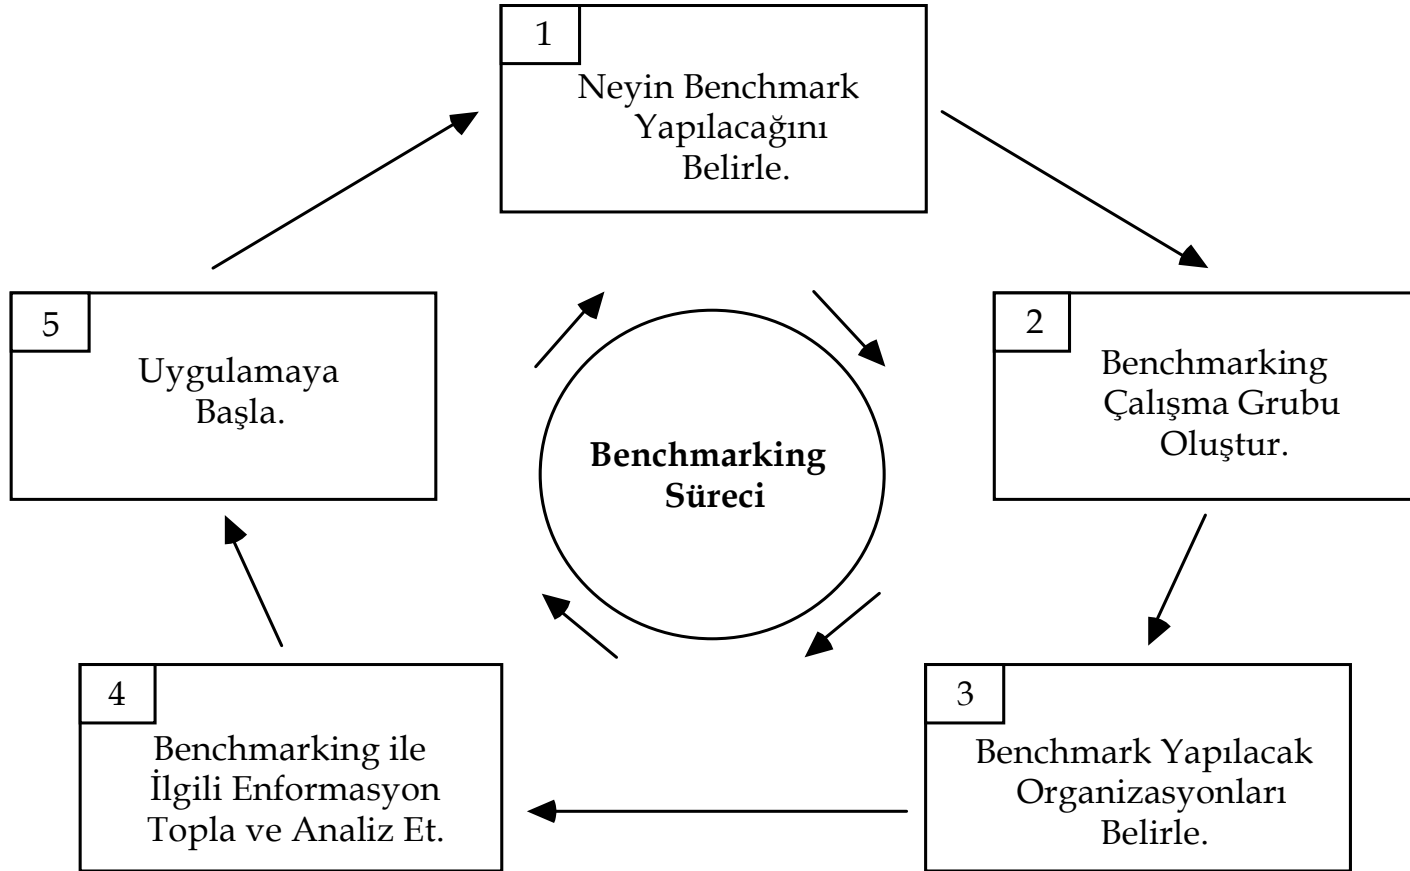 1
Neyin Benchmark
Yapılacağını
Belirle.
2
Benchmarking
Çalışma Grubu
Oluştur.
3
Benchmark Yapılacak
Organizasyonları
Belirle.
4
Benchmarking ile
İlgili Enformasyon
Topla ve Analiz Et.
5
Uygulamaya
Başla.
Benchmarking
Süreci